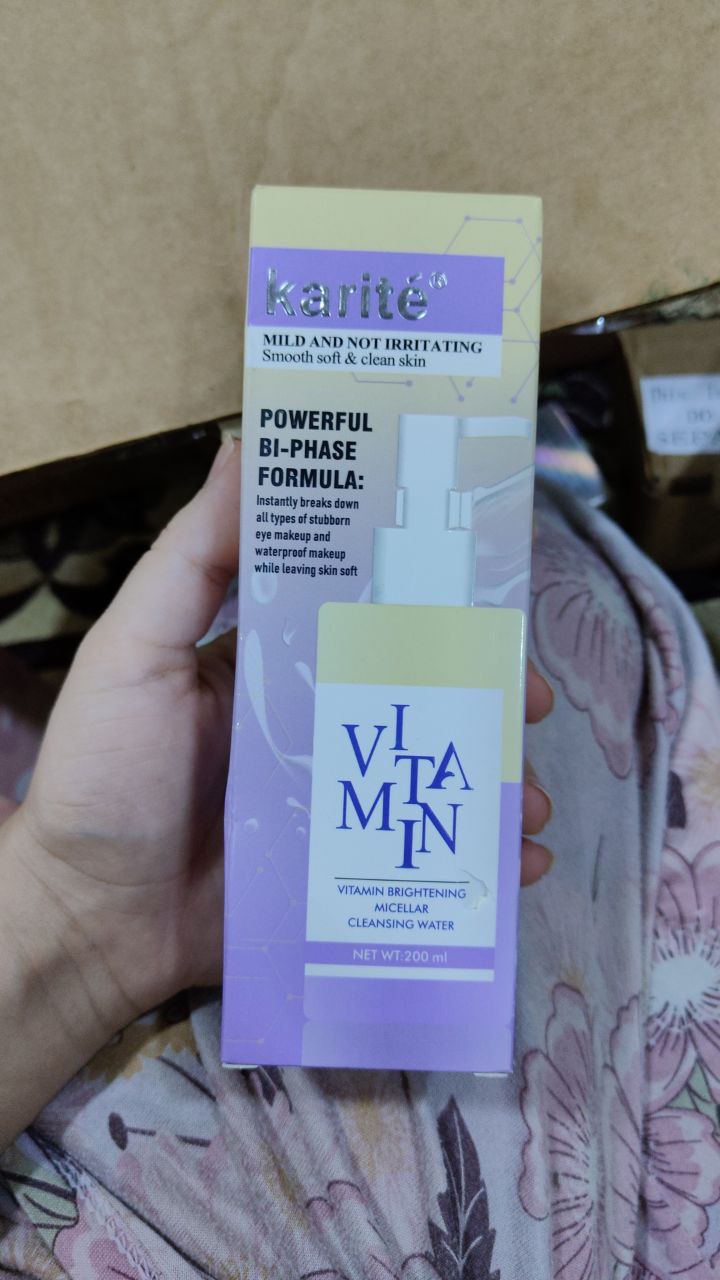 karité®
MILD AND NOT IRRITATING
Smooth soft & clean skin
POWERFUL
BI-PHASE
FORMULA:
Instantly breaks down
all types of stubborn
eye makeup and
waterproof makeup
while leaving skin soft
VITAMIN
VITAMIN BRIGHTENING
MICELLAR
CLEANSING WATER
NET WT:200 ml